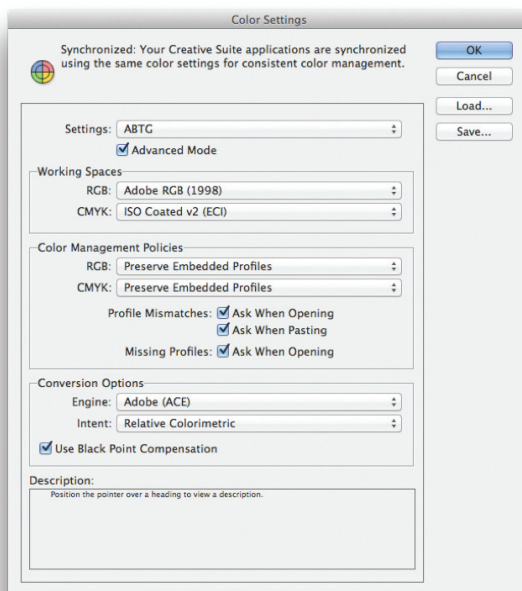 Color Settings
Synchronized: Your Creative Suite applications are synchronized
using the same color settings for consistent color management.
OK
Cancel
Load...
Save...
Settings: ABTG
Advanced Mode
Working Spaces
RGB: Adobe RGB (1998)
CMYK: ISO Coated v2 (ECI)
Color Management Policies
RGB: Preserve Embedded Profiles
CMYK: Preserve Embedded Profiles
Profile Mismatches: Ask When Opening
Ask When Pasting
Missing Profiles: Ask When Opening
Conversion Options
Engine: Adobe (ACE)
Intent: Relative Colorimetric
Use Black Point Compensation
Description:
Position the pointer over a heading to view a description.